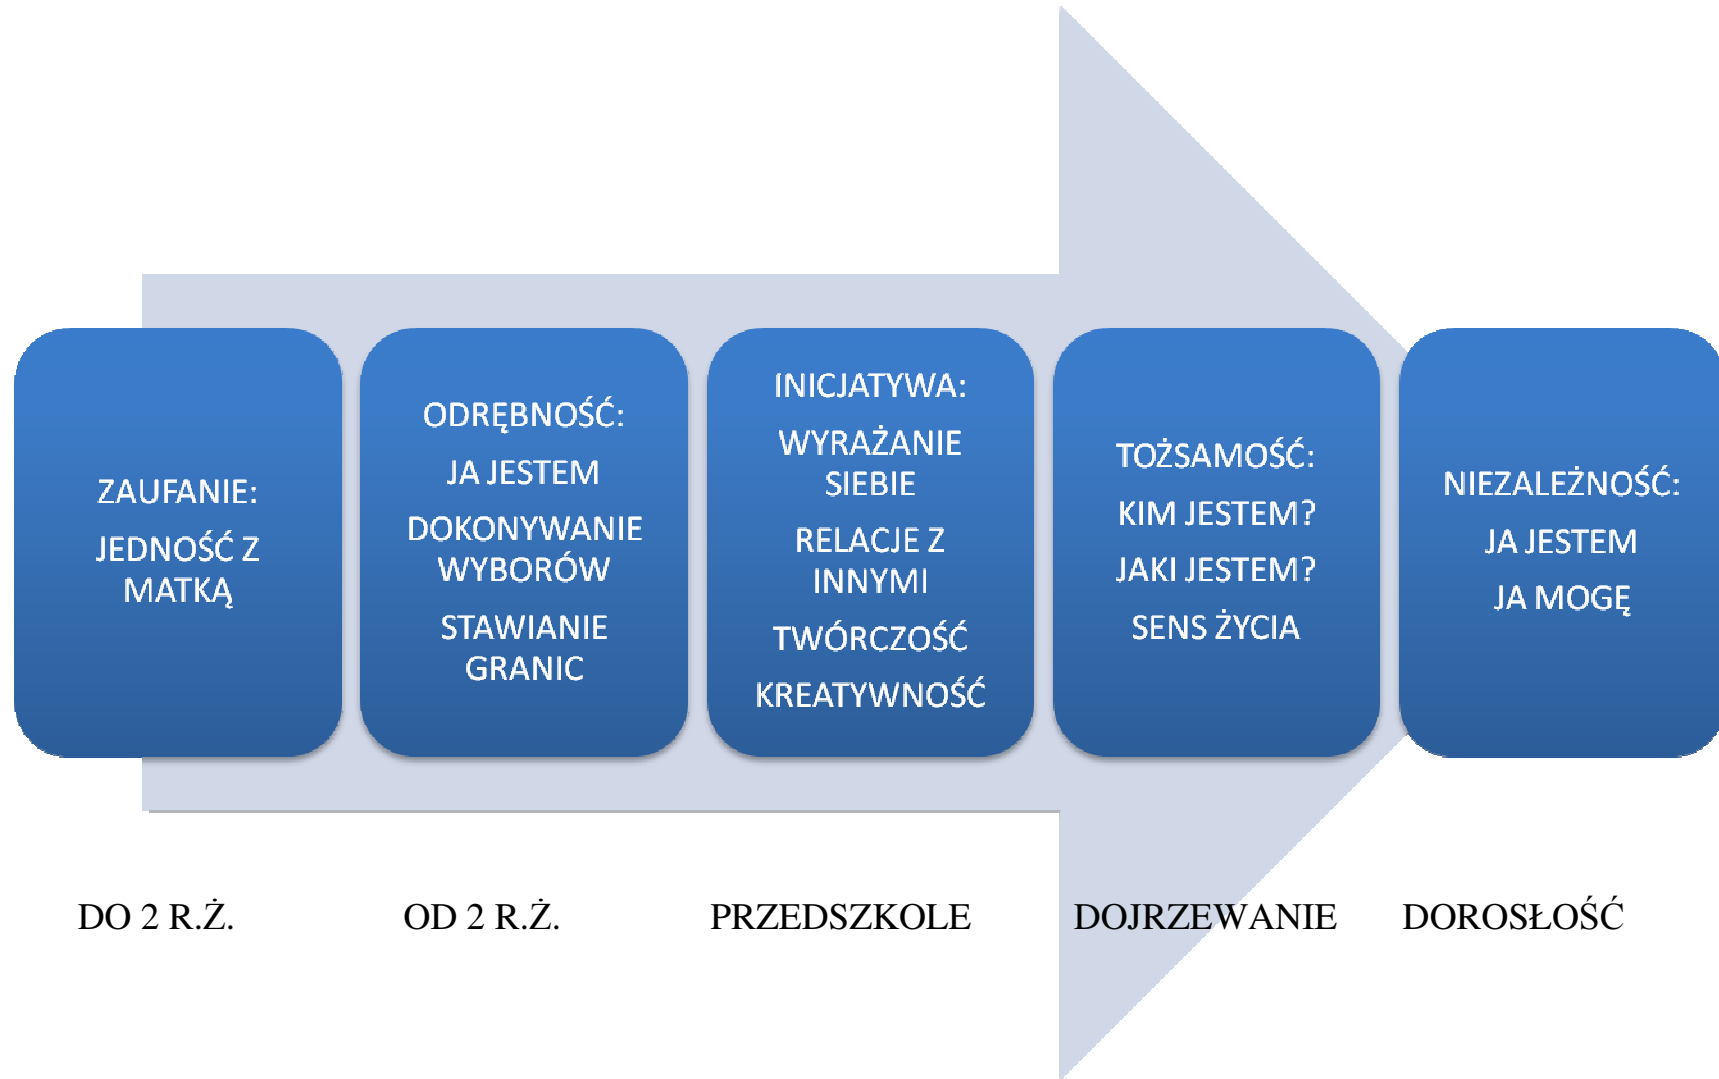 ZAUFANIE:
JEDNOŚĆ Z
MATKĄ
ODRĘBNOŚĆ:
JA JESTEM
DOKONYWANIE
WYBORÓW
STAWIANIE
GRANIC
INICJATYWA:
WYRAŻANIE
SIEBIE
RELACJE Z
INNYMI
TWÓRCZOŚĆ
KREATYWNOŚĆ
TOŻSAMOŚĆ:
KIM JESTEM?
JAKI JESTEM?
SENS ŻYCIA
NIEZALEŻNOŚĆ:
JA JESTEM
JA MOGĘ
DO 2 R.Ż.
OD 2 R.Ż.
PRZEDSZKOLE
DOJRZEWANIE
DOROSŁOŚĆ